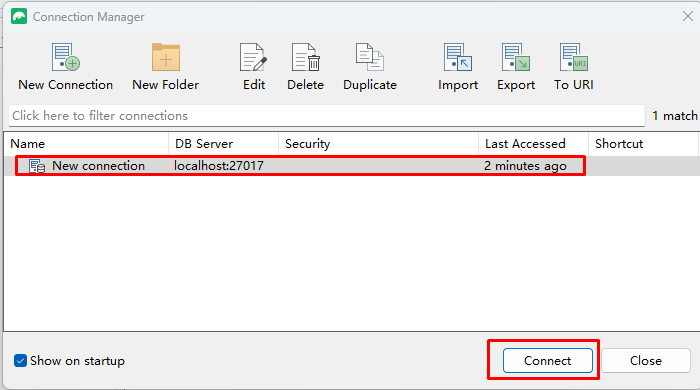 Connection Manager
URI
New Connection New Folder Edit Delete Duplicate Import Export To URI
Click here to filter connections 1 match
Name DB Server Security Last Accessed Shortcut
New connection localhost:27017 2 minutes ago
Show on startup Connect Close